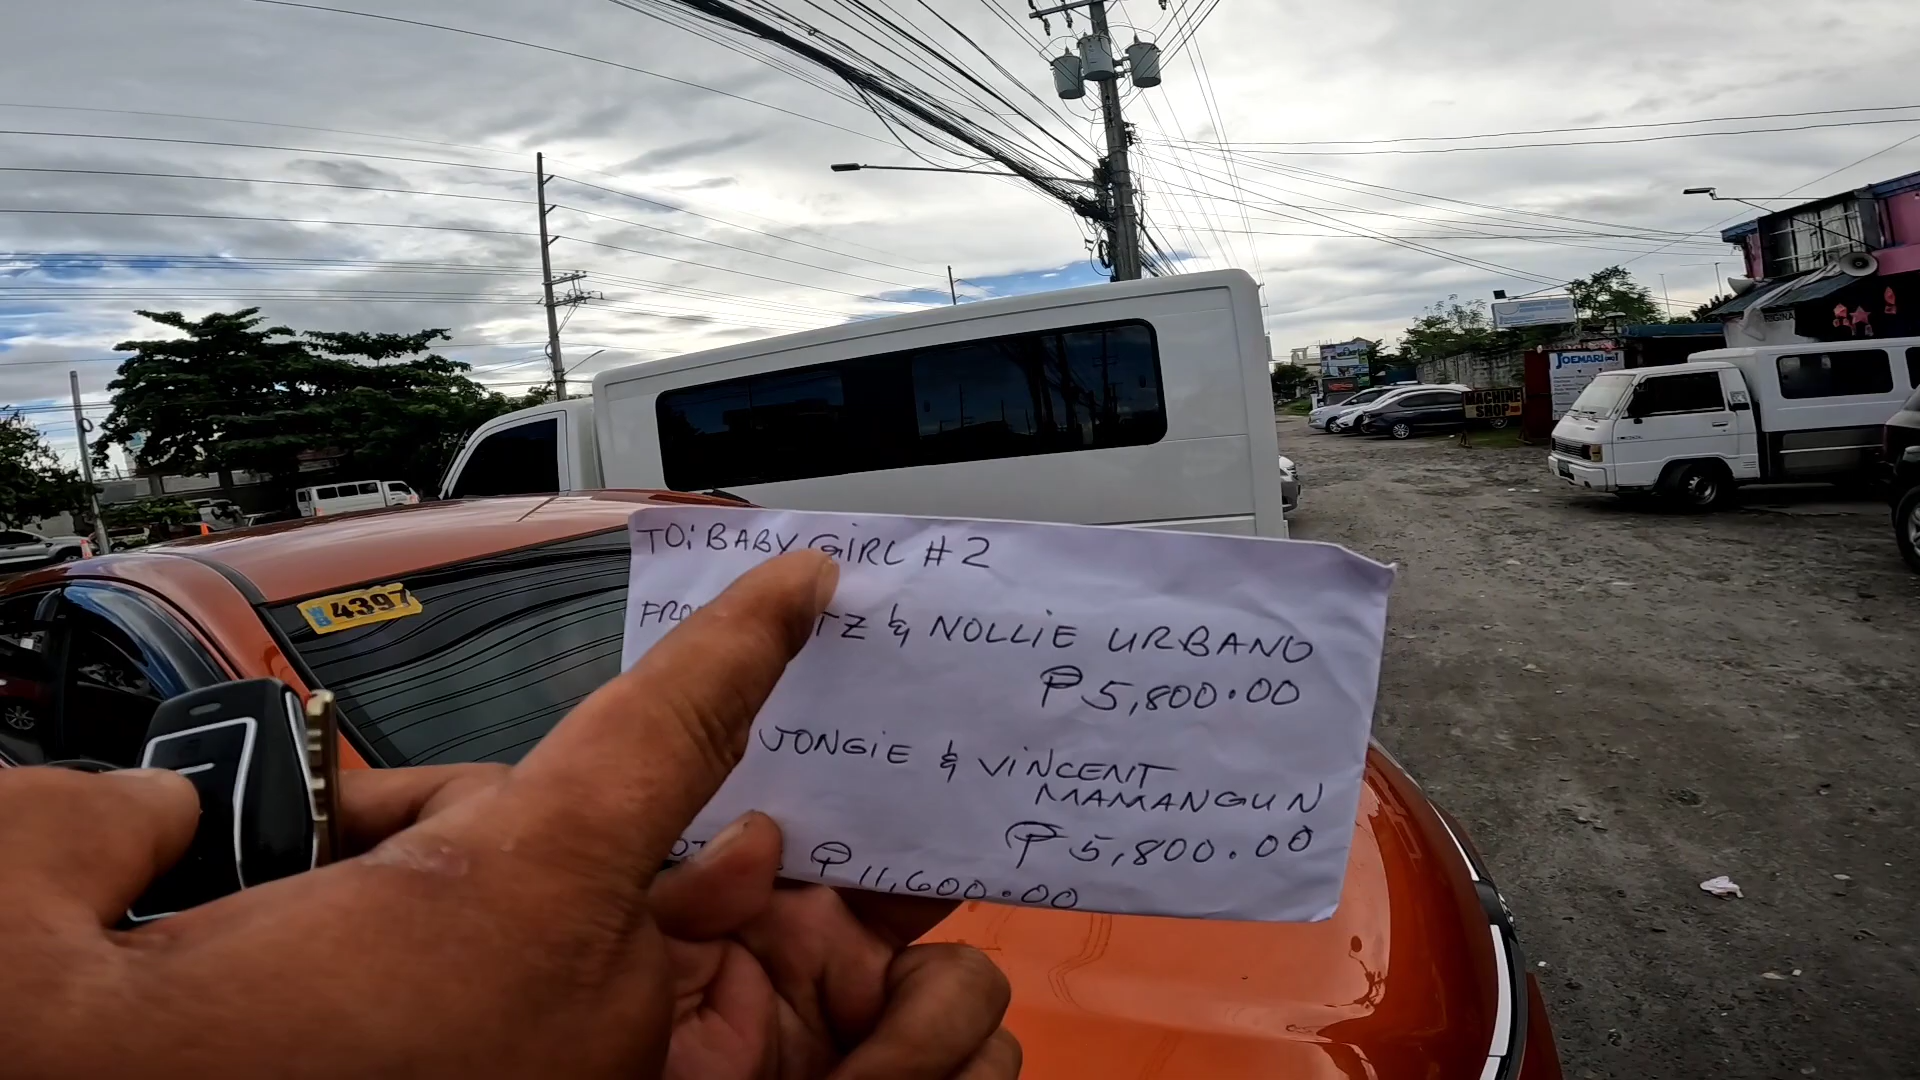 TO: BABY GIRL #2
& NOLLIE URBANO
₱5,800.00
JONGIE & VINCENT
MAMANGUN
₱5,800.00
₱11,600.00
4397
JOEMARI
MACHINE
SHOP